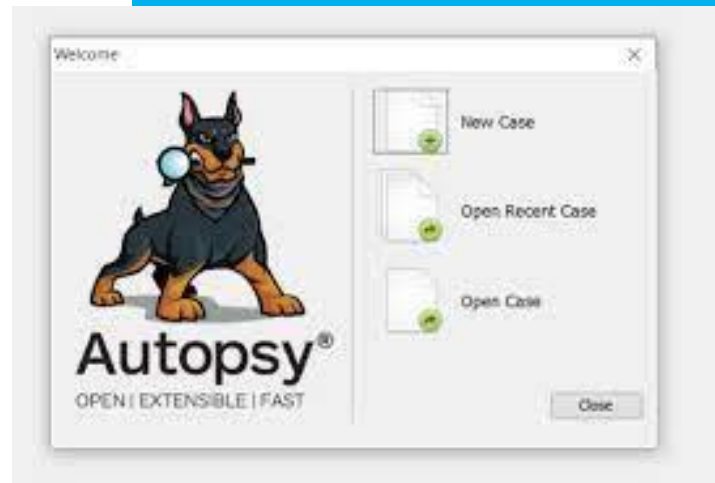 Welcome
New Case
Open Recent Case
Open Case
Autopsy®
OPEN | EXTENSIBLE | FAST
Close